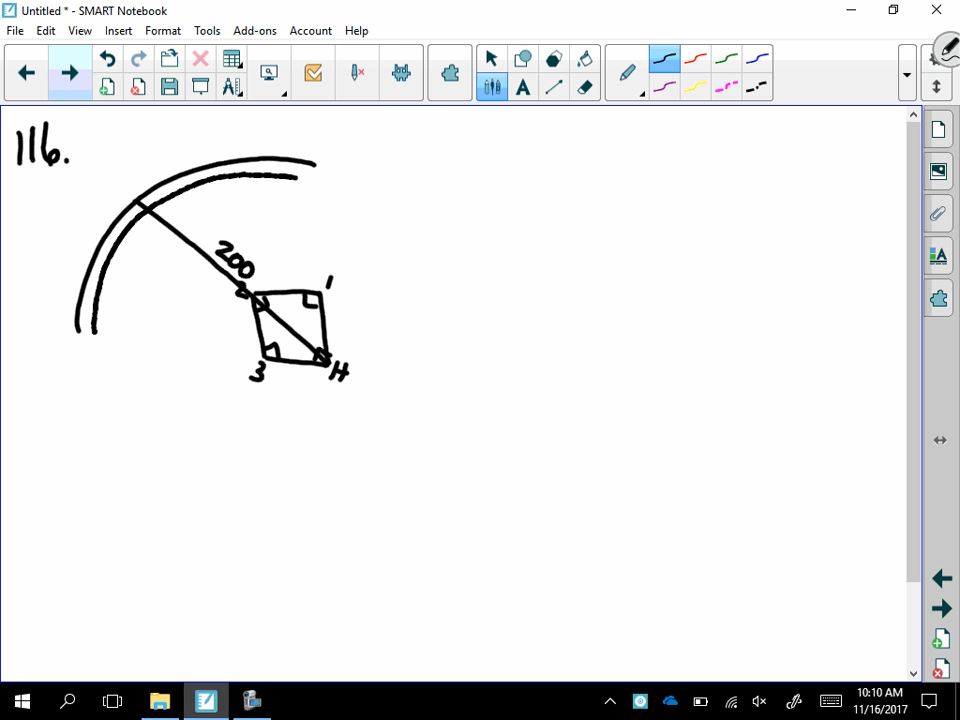 Untitled * - SMART Notebook
File Edit View Insert Format Tools Add-ons Account Help
116.
200
2 1
3 H
10:10 AM
11/16/2017